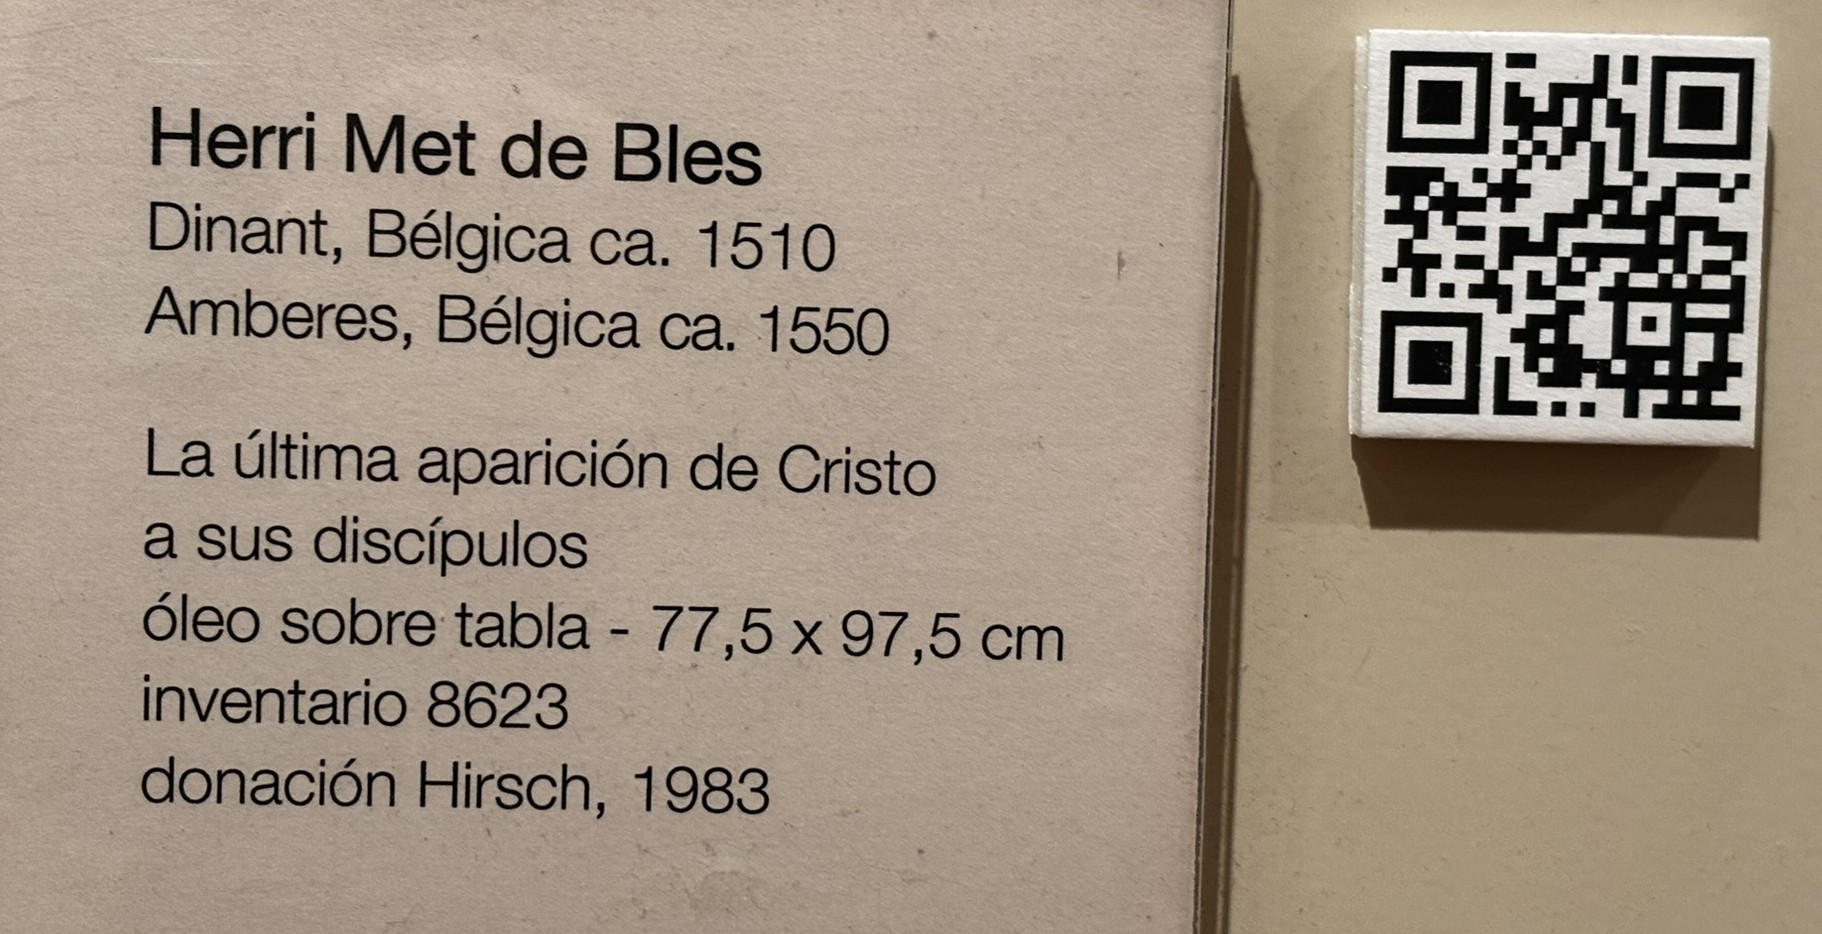 Herri Met de Bles
Dinant, Bélgica ca. 1510
Amberes, Bélgica ca. 1550
La última aparición de Cristo
a sus discípulos
óleo sobre tabla - 77,5 x 97,5 cm
inventario 8623
donación Hirsch, 1983